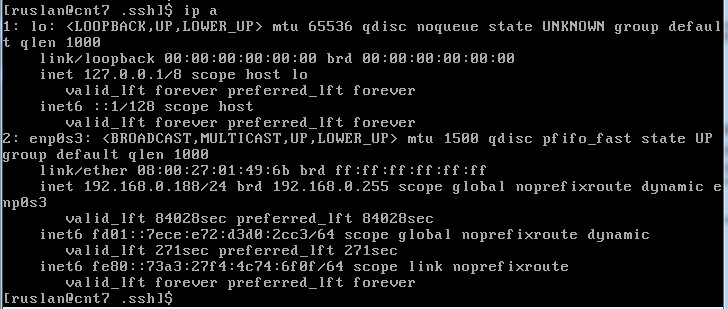 [ruslan@cnt7 .ssh]$ ip a
1: lo: <LOOPBACK,UP,LOWER_UP> mtu 65536 qdisc noqueue state UNKNOWN group defaul
t qlen 1000
    link/loopback 00:00:00:00:00:00 brd 00:00:00:00:00:00
    inet 127.0.0.1/8 scope host lo
       valid_lft forever preferred_lft forever
    inet6 ::1/128 scope host
       valid_lft forever preferred_lft forever
2: enp0s3: <BROADCAST,MULTICAST,UP,LOWER_UP> mtu 1500 qdisc pfifo_fast state UP
group default qlen 1000
    link/ether 08:00:27:01:49:6b brd ff:ff:ff:ff:ff:ff
    inet 192.168.0.188/24 brd 192.168.0.255 scope global noprefixroute dynamic e
np0s3
       valid_lft 84028sec preferred_lft 84028sec
    inet6 fd01::7ece:e72:d3d0:2cc3/64 scope global noprefixroute dynamic
       valid_lft 271sec preferred_lft 271sec
    inet6 fe80::73a3:27f4:4c74:6f0f/64 scope link noprefixroute
       valid_lft forever preferred_lft forever
[ruslan@cnt7 .ssh]$